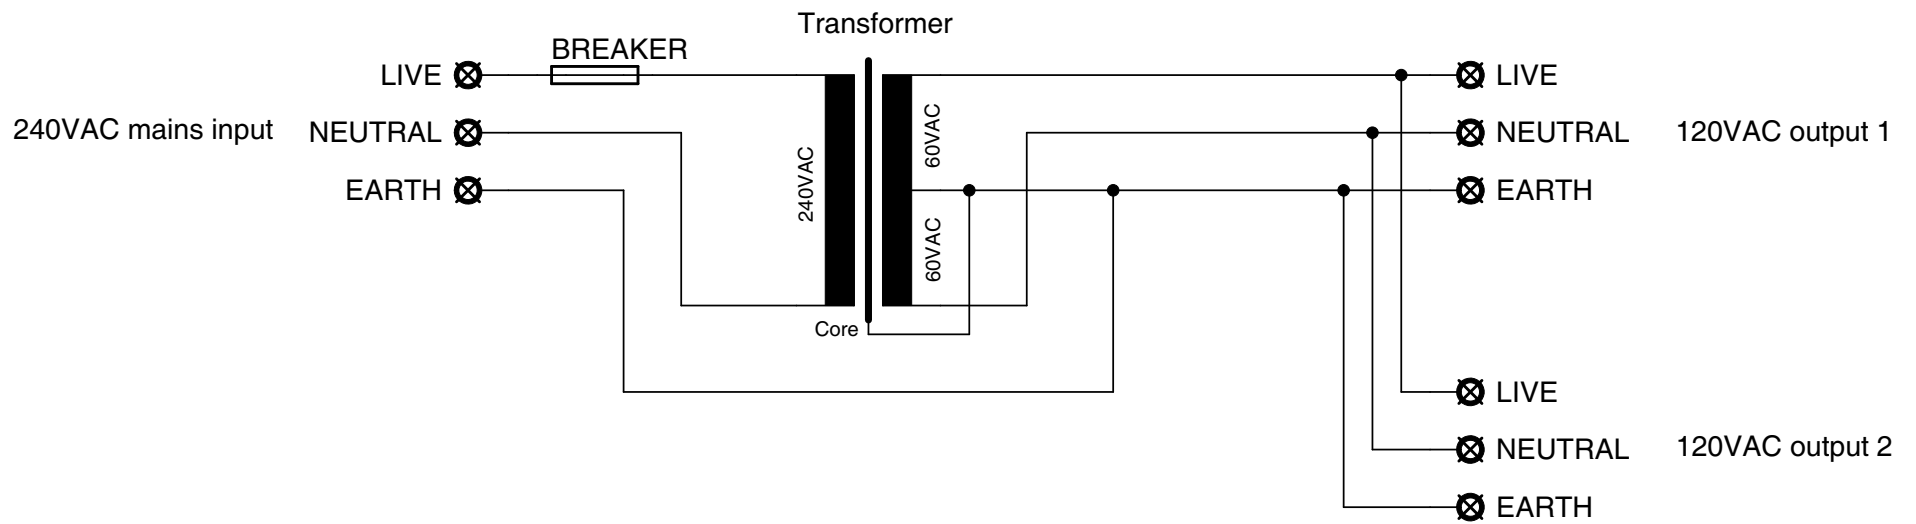 Transformer
BREAKER
LIVE
240VAC mains input
NEUTRAL
EARTH
240VAC
60VAC
60VAC
Core
LIVE
NEUTRAL
120VAC output 1
EARTH
LIVE
NEUTRAL
120VAC output 2
EARTH